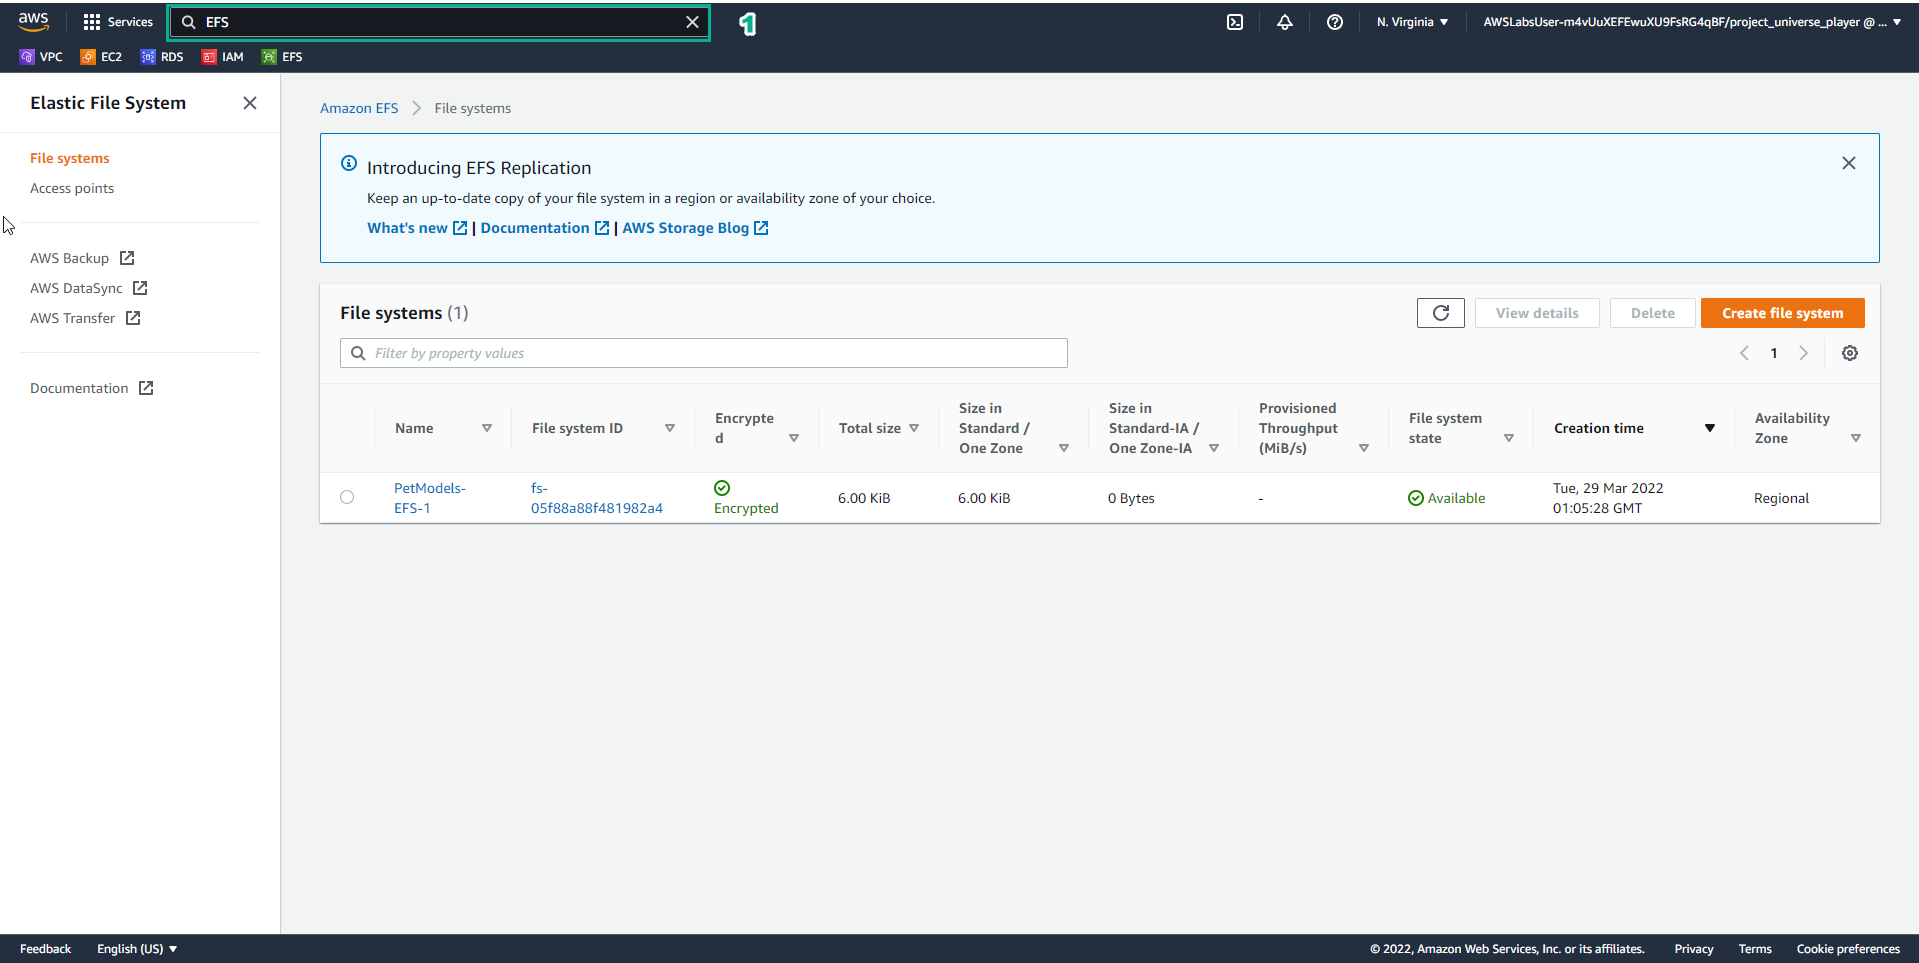 aws
Services
EFS
1
N. Virginia
AWSLabsUser-m4vUuXEFEwuXU9FsRG4qBF/project_universe_player @ ...
VPC
EC2
RDS
IAM
EFS
Elastic File System
File systems
Access points
AWS Backup
AWS DataSync
AWS Transfer
Documentation
Amazon EFS
File systems
Introducing EFS Replication
Keep an up-to-date copy of your file system in a region or availability zone of your choice.
What's new | Documentation | AWS Storage Blog
File systems (1)
View details
Delete
Create file system
Filter by property values
1
Name
File system ID
Encrypte
d
Total size
Size in
Standard /
One Zone
Size in
Standard-IA /
One Zone-IA
Provisioned
Throughput
(MiB/s)
File system
state
Creation time
Availability
Zone
PetModels-
EFS-1
fs-
05f88a88f481982a4
Encrypted
6.00 KiB
6.00 KiB
0 Bytes
-
Available
Tue, 29 Mar 2022
01:05:28 GMT
Regional
Feedback
English (US)
© 2022, Amazon Web Services, Inc. or its affiliates.
Privacy
Terms
Cookie preferences